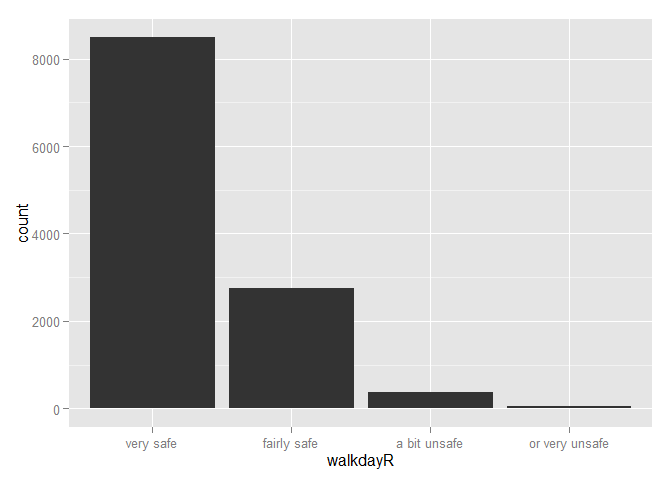 8000
6000
4000
2000
0
count
very safe
fairly safe
a bit unsafe
or very unsafe
walkdayR